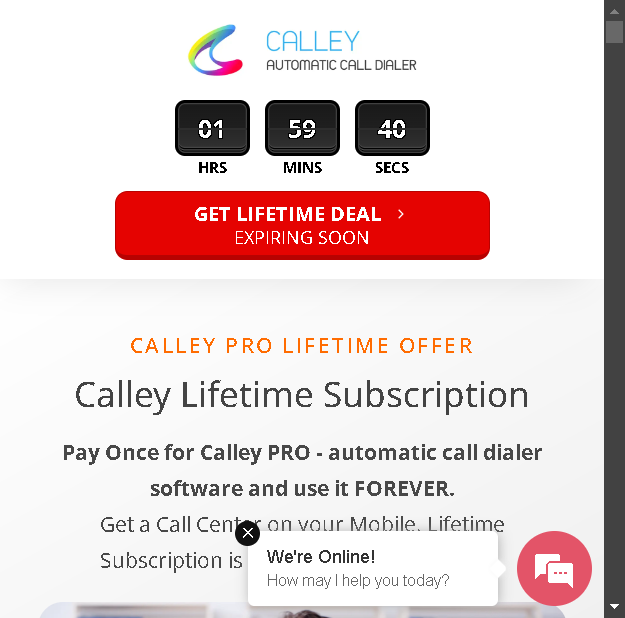 CALLEY
AUTOMATIC CALL DIALER
01 59 40
HRS MINS SECS
GET LIFETIME DEAL
EXPIRING SOON
CALLEY PRO LIFETIME OFFER
Calley Lifetime Subscription
Pay Once for Calley PRO - automatic call dialer
software and use it FOREVER.
Get a Call Center on your Mobile. Lifetime
Subscription is
We're Online!
How may I help you today?